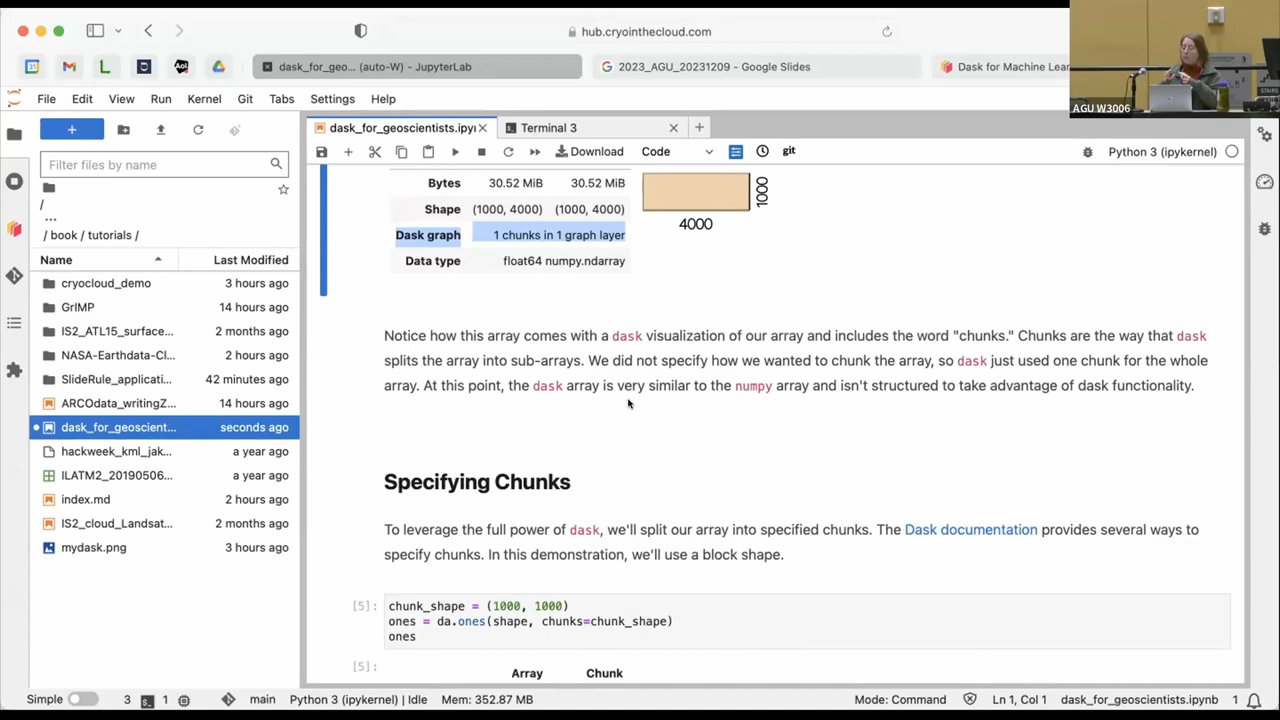 hub.cryointhecloud.com
dask_for_geo... (auto-W) - JupyterLab
2023_AGU_20231209 - Google Slides
Dask for Machine Lear
AGU W3006
File Edit View Run Kernel Git Tabs Settings Help
dask_for_geoscientists.ipyn
Terminal 3
Filter files by name
Download
Code
git
Python 3 (ipykernel)
/
...
/ book / tutorials /
Name Last Modified
cryocloud_demo 3 hours ago
GrIMP 14 hours ago
IS2_ATL15_surface... 2 months ago
NASA-Earthdata-Cl... 2 hours ago
SlideRule_applicati... 42 minutes ago
ARCOdata_writingZ... 14 hours ago
dask_for_geoscient... seconds ago
hackweek_kml_jak... a year ago
ILATM2_20190506... a year ago
index.md 2 hours ago
IS2_cloud_Landsat... 2 months ago
mydask.png 3 hours ago
Bytes 30.52 MiB 30.52 MiB
Shape (1000, 4000) (1000, 4000)
Dask graph 1 chunks in 1 graph layer
Data type float64 numpy.ndarray
1000
4000
Notice how this array comes with a dask visualization of our array and includes the word "chunks." Chunks are the way that dask
splits the array into sub-arrays. We did not specify how we wanted to chunk the array, so dask just used one chunk for the whole
array. At this point, the dask array is very similar to the numpy array and isn't structured to take advantage of dask functionality.
Specifying Chunks
To leverage the full power of dask, we'll split our array into specified chunks. The Dask documentation provides several ways to
specify chunks. In this demonstration, we'll use a block shape.
[5]: chunk_shape = (1000, 1000)
ones = da.ones(shape, chunks=chunk_shape)
ones
[5]: Array Chunk
Simple 3 1 main Python 3 (ipykernel) | Idle Mem: 352.87 MB Mode: Command Ln 1, Col 1 dask_for_geoscientists.ipynb 1